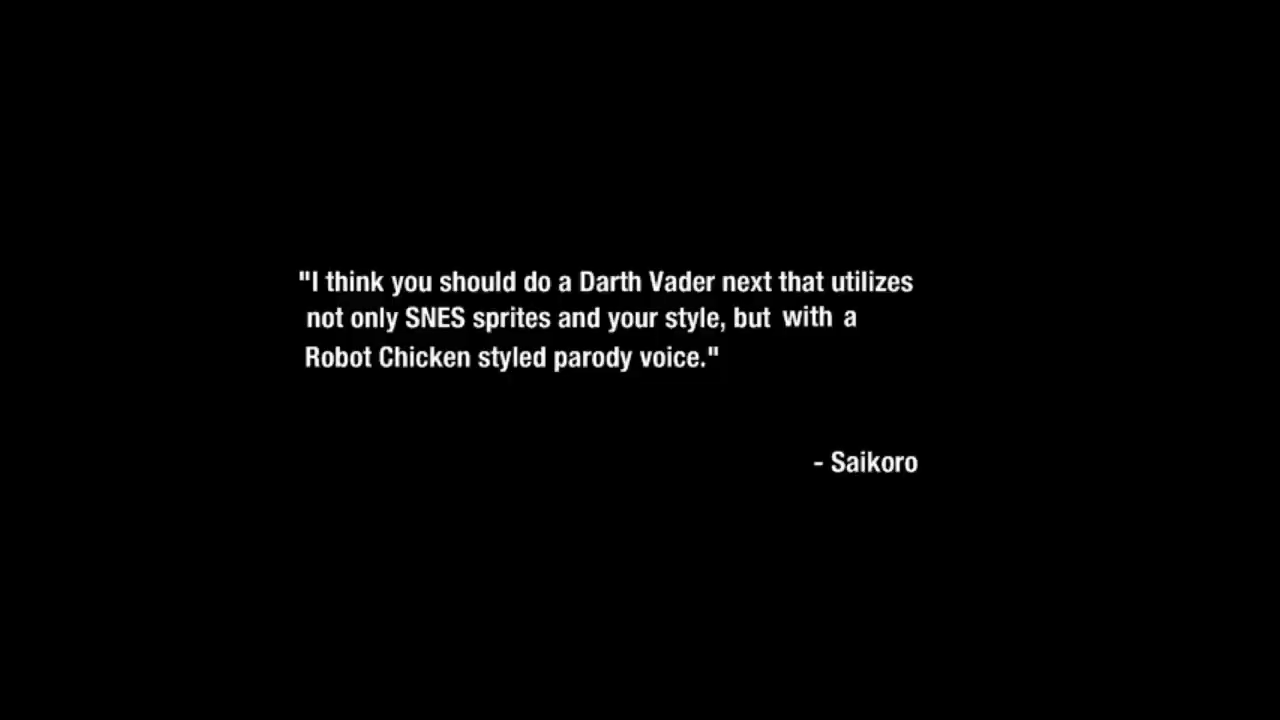 "I think you should do a Darth Vader next that utilizes
not only SNES sprites and your style, but with a
Robot Chicken styled parody voice."
- Saikoro